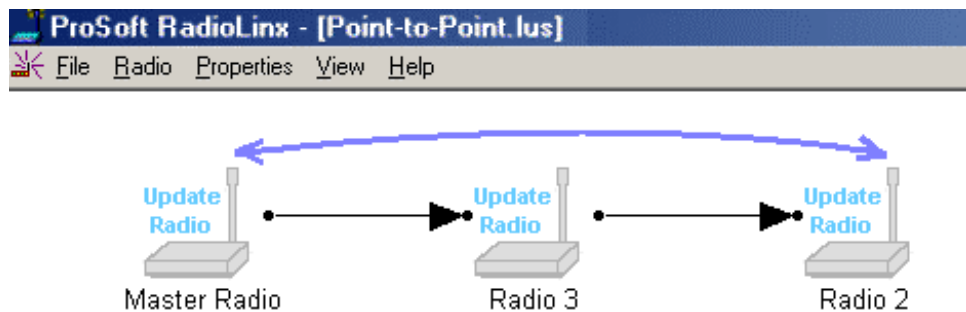 ProSoft RadioLinx - [Point-to-Point.lus]
File Radio Properties View Help
Update Radio
Update Radio
Update Radio
Master Radio
Radio 3
Radio 2